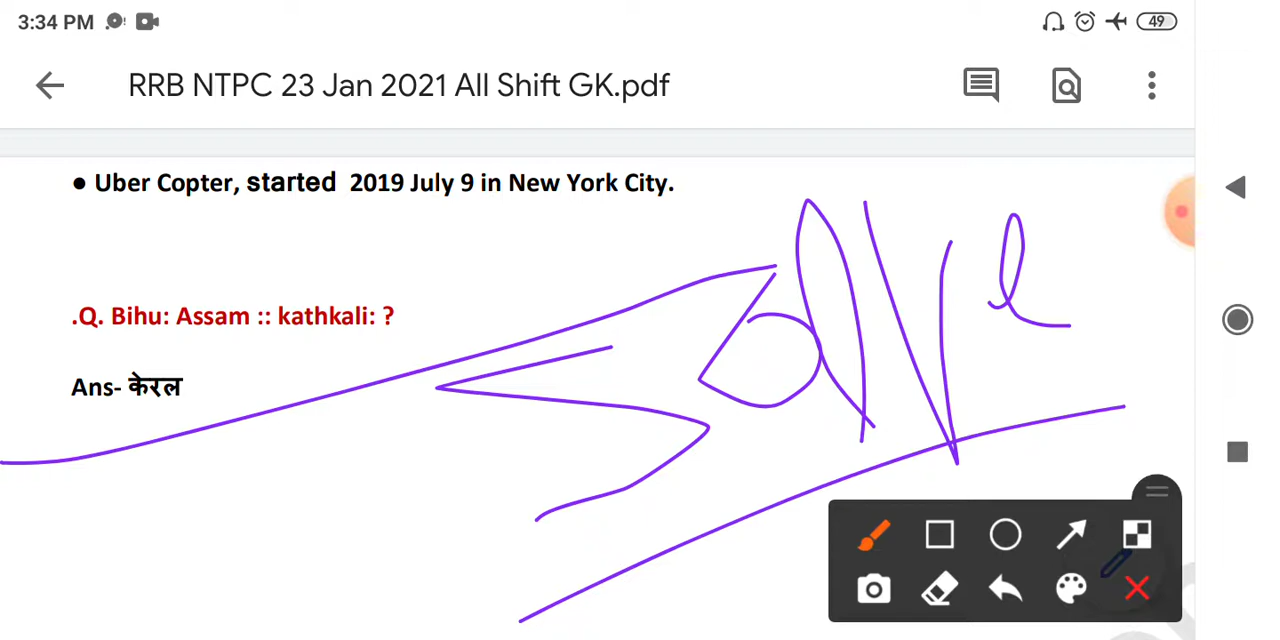 3:34 PM
49
RRB NTPC 23 Jan 2021 All Shift GK.pdf
● Uber Copter, started 2019 July 9 in New York City.
.Q. Bihu: Assam :: kathkali: ?
Ans- केरल